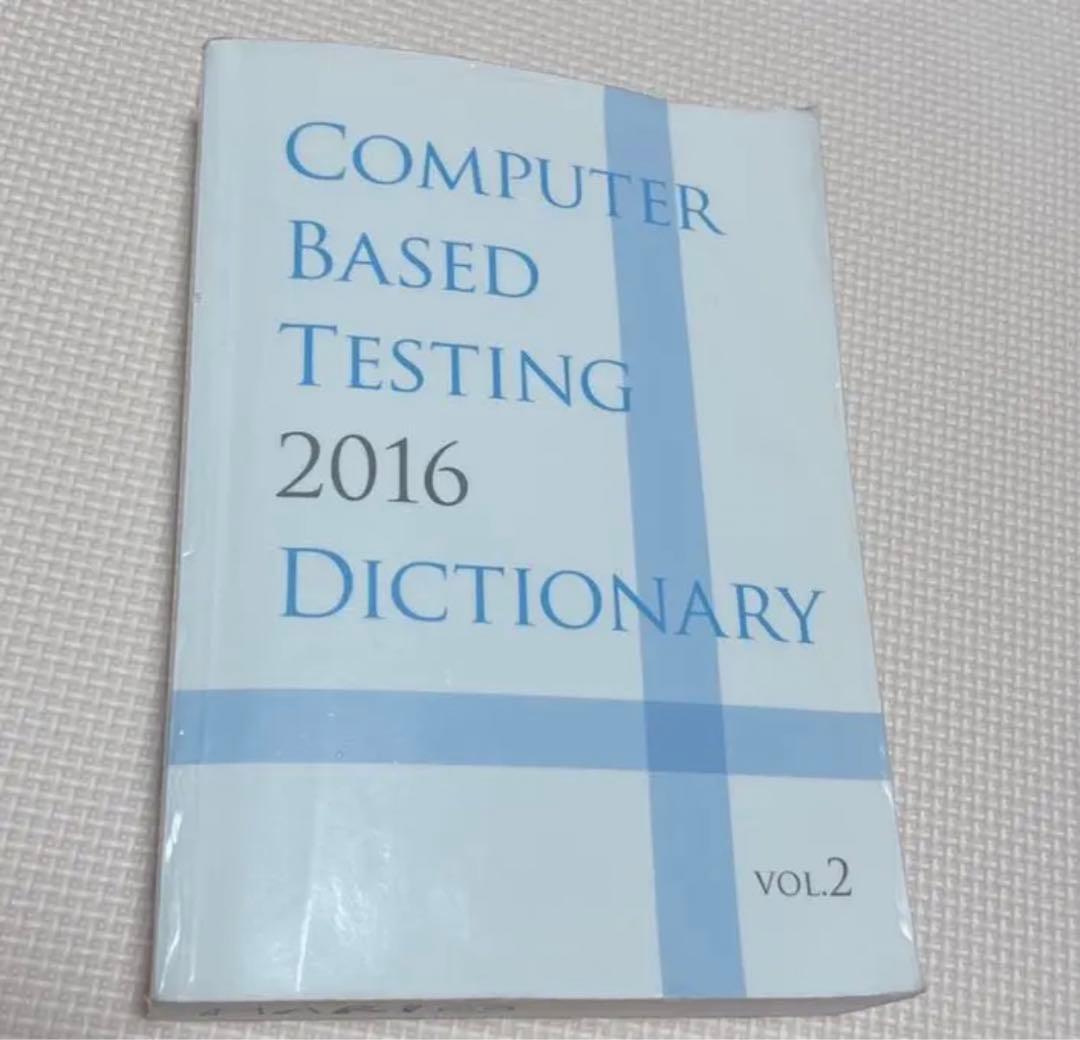 COMPUTER
BASED
TESTING
2016
DICTIONARY
VOL.2